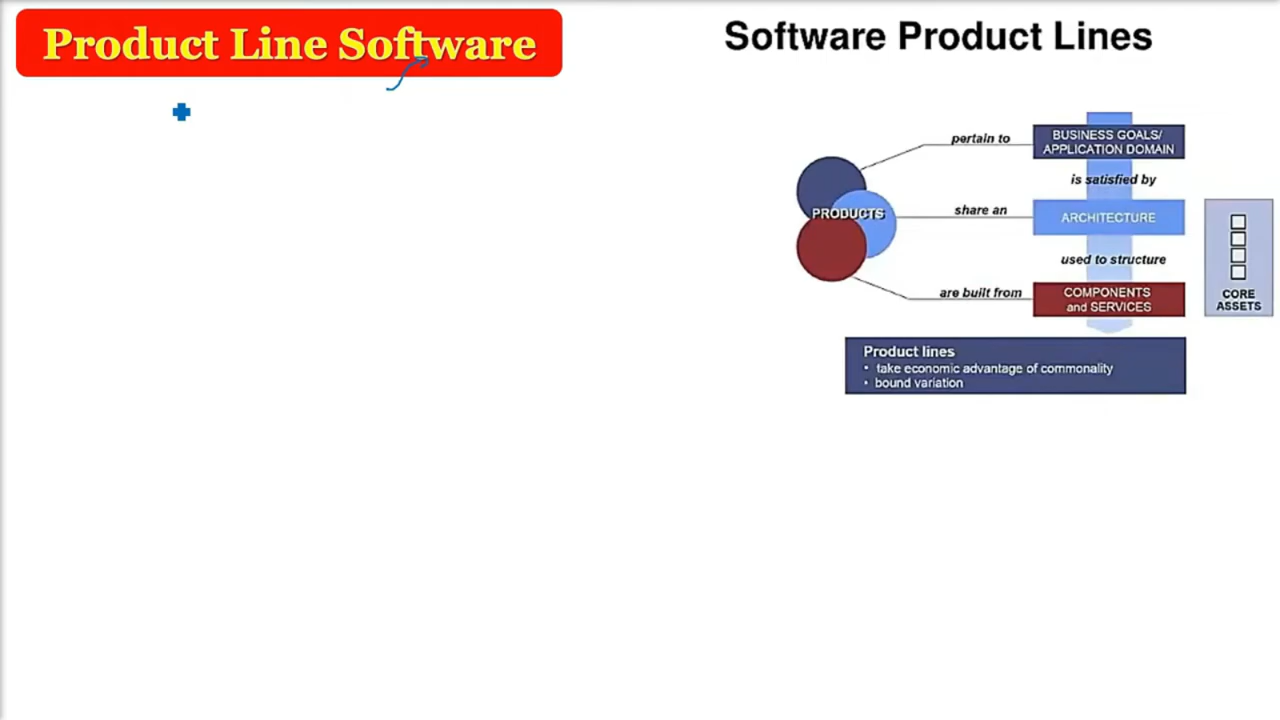 Product Line Software
Software Product Lines
pertain to
BUSINESS GOALS/
APPLICATION DOMAIN
is satisfied by
PRODUCTS
share an
ARCHITECTURE
used to structure
are built from
COMPONENTS
and SERVICES
CORE
ASSETS
Product lines
• take economic advantage of commonality
• bound variation